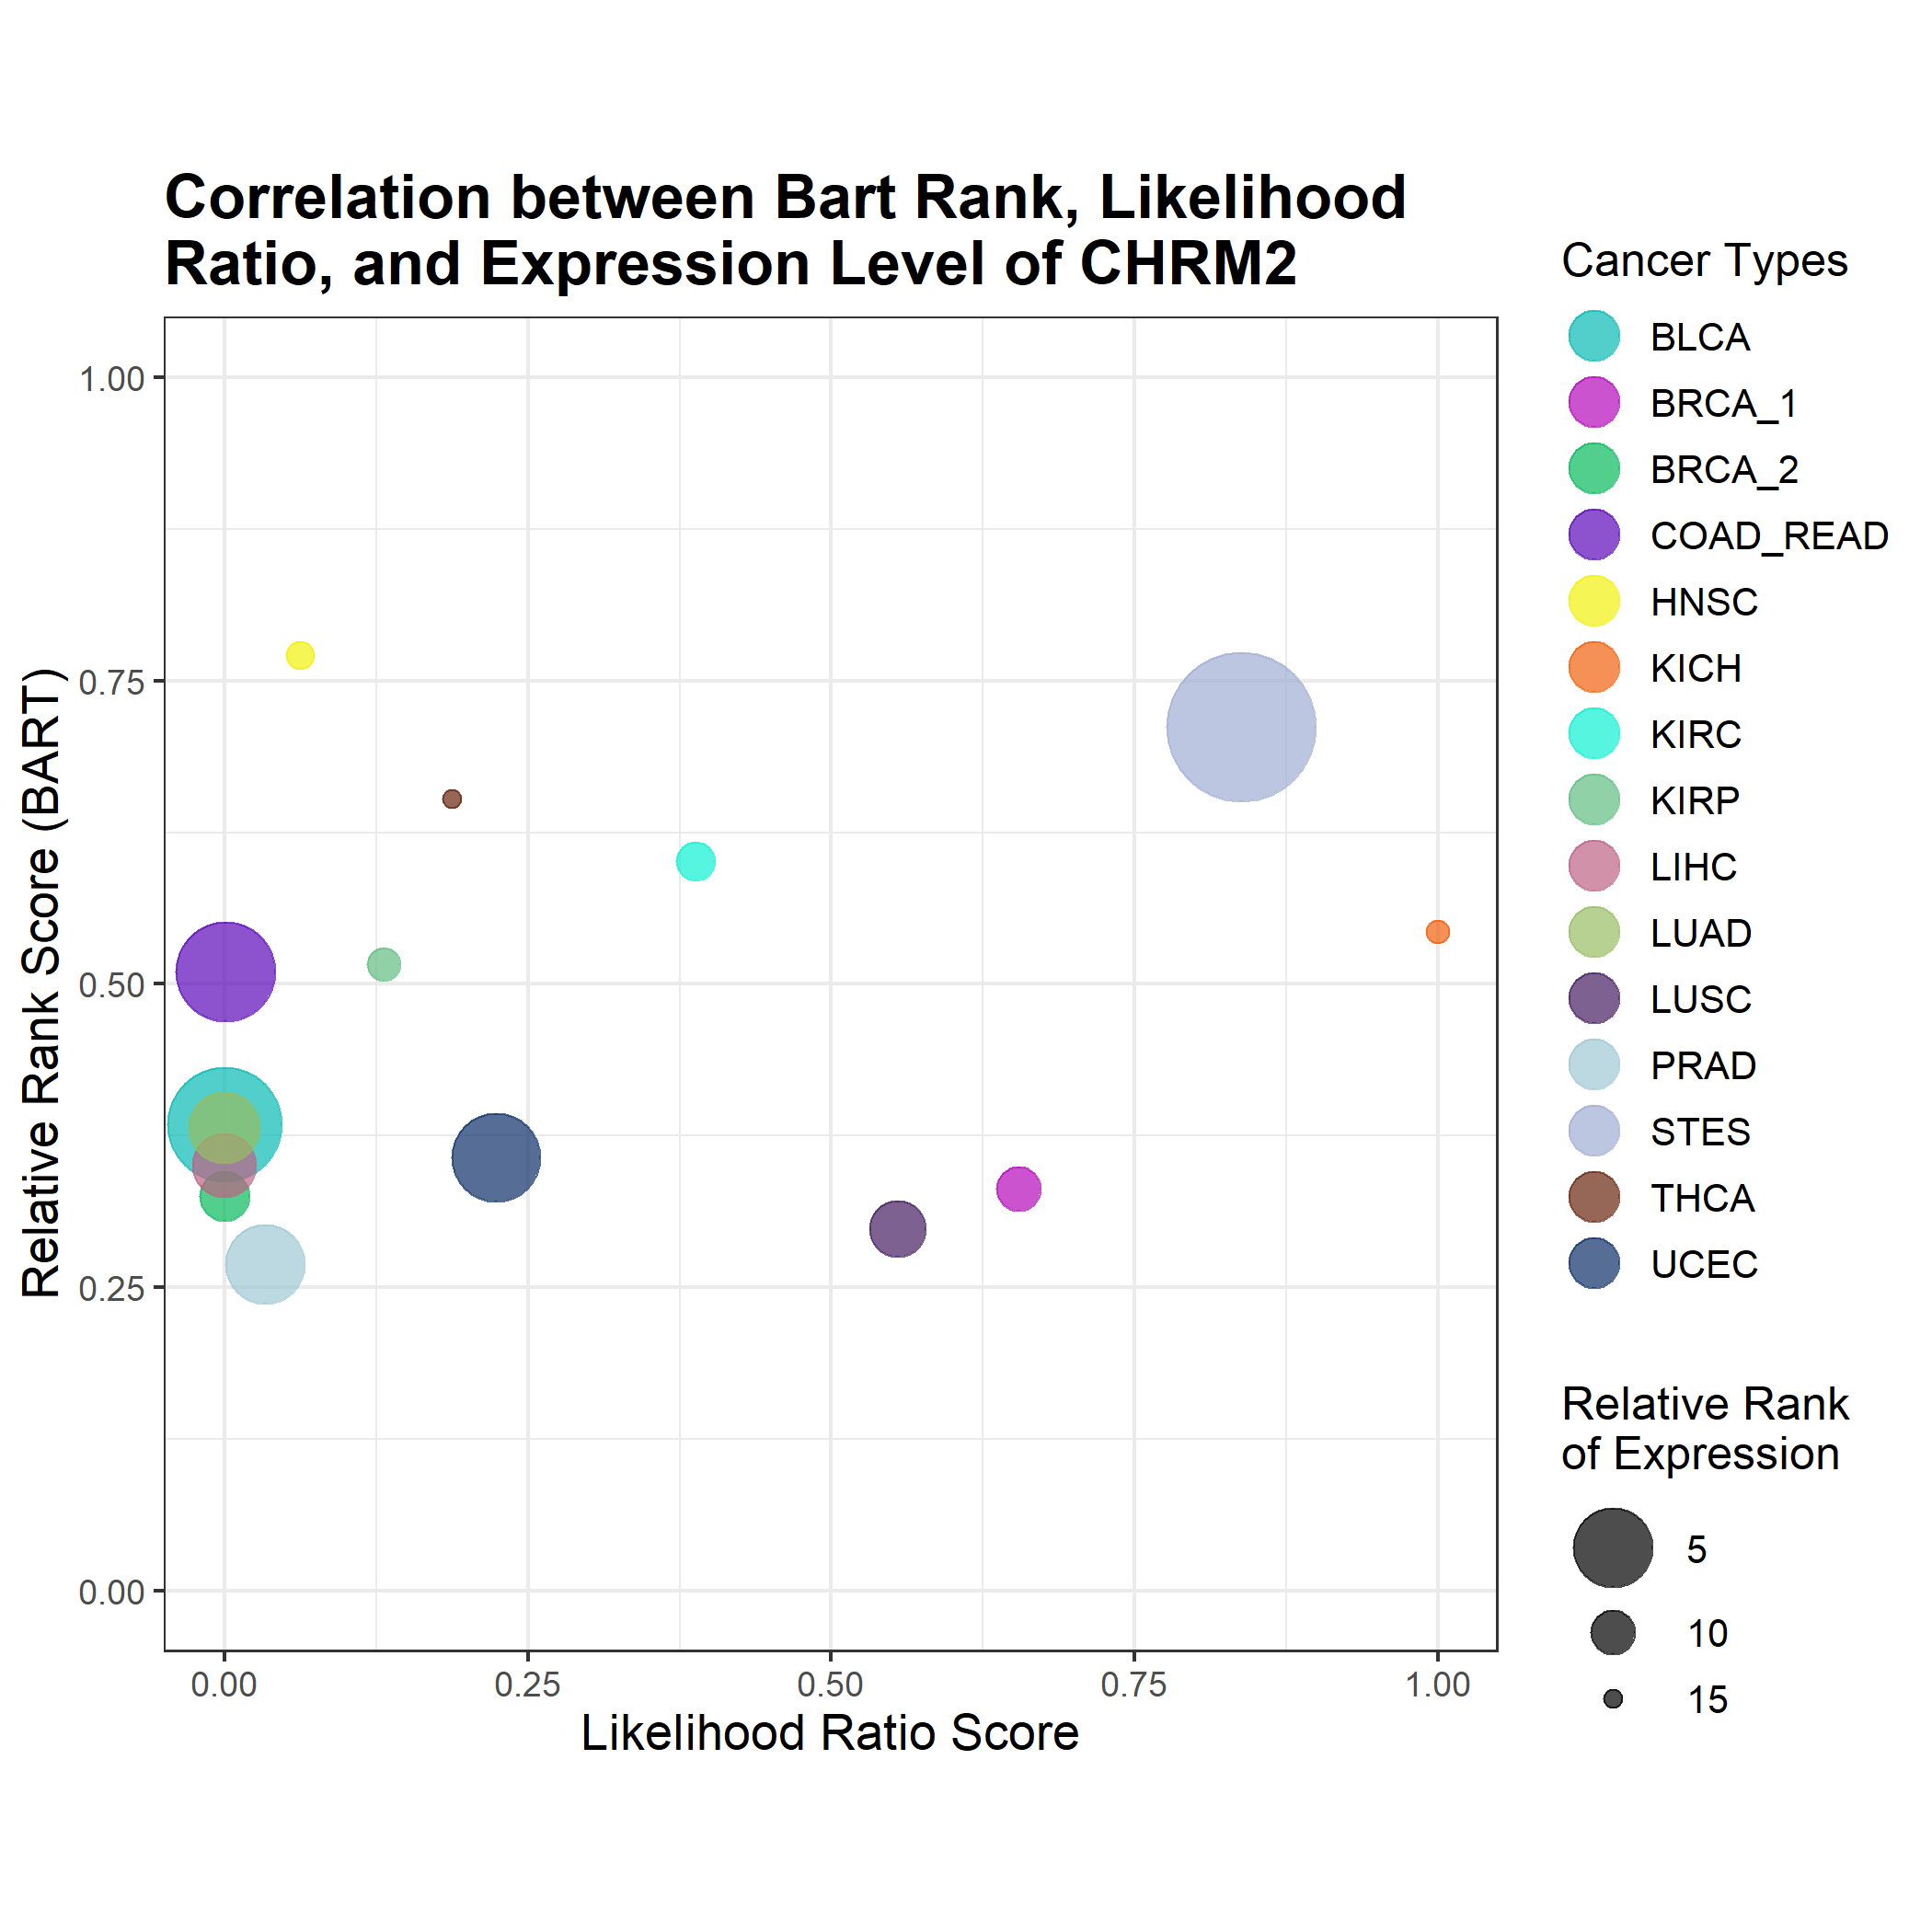 Correlation between Bart Rank, Likelihood
Ratio, and Expression Level of CHRM2
Relative Rank Score (BART)
1.00
0.75
0.50
0.25
0.00
0.00
0.25
0.50
0.75
1.00
Likelihood Ratio Score
Cancer Types
BLCA
BRCA_1
BRCA_2
COAD_READ
HNSC
KICH
KIRC
KIRP
LIHC
LUAD
LUSC
PRAD
STES
THCA
UCEC
Relative Rank
of Expression
5
10
15